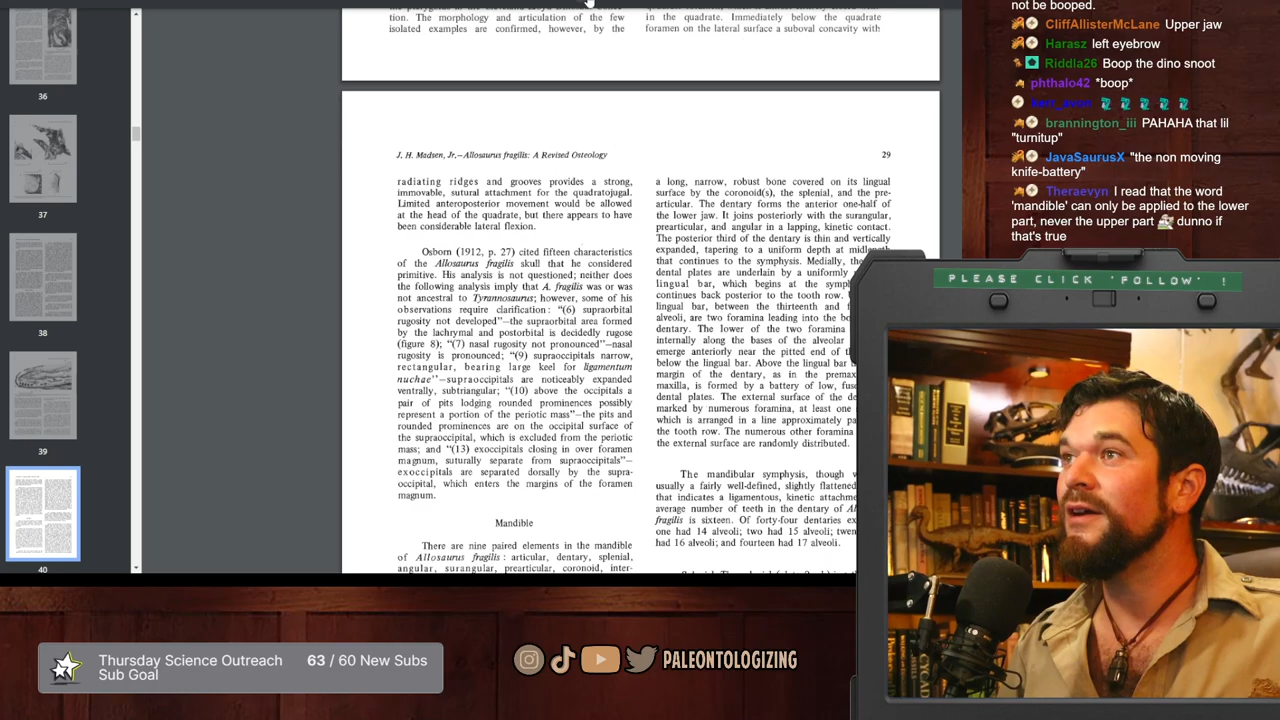 tion. The morphology and articulation of the few
isolated examples are confirmed, however, by the
in the quadrate. Immediately below the quadrate
foramen on the lateral surface a suboval concavity with
J. H. Madsen, Jr.—Allosaurus fragilis: A Revised Osteology
29
radiating ridges and grooves provides a strong,
immovable, sutural attachment for the quadratojugal.
Limited anteroposterior movement would be allowed
at the head of the quadrate, but there appears to have
been considerable lateral flexion.
Osborn (1912, p. 27) cited fifteen characteristics
of the Allosaurus fragilis skull that he considered
primitive. His analysis is not questioned; neither does
the following analysis imply that A. fragilis was or was
not ancestral to Tyrannosaurus; however, some of his
observations require clarification: "(6) supraorbital
rugosity not developed"—the supraorbital area formed
by the lachrymal and postorbital is decidedly rugose
(figure 8); "(7) nasal rugosity not pronounced"—nasal
rugosity is pronounced; "(9) supraoccipitals narrow,
rectangular, bearing large keel for ligamentum
nuchae"—supraoccipitals are noticeably expanded
ventrally, subtriangular; "(10) above the occipitals a
pair of pits lodging rounded prominences possibly
represent a portion of the periotic mass"—the pits and
rounded prominences are on the occipital surface of
the supraoccipital, which is excluded from the periotic
mass; and "(13) exoccipitals closing in over foramen
magnum, suturally separate from supraoccipitals"—
exoccipitals are separated dorsally by the supra-
occipital, which enters the margins of the foramen
magnum.
Mandible
There are nine paired elements in the mandible
of Allosaurus fragilis: articular, dentary, splenial,
angular, surangular, prearticular, coronoid, inter-
a long, narrow, robust bone covered on its lingual
surface by the coronoid(s), the splenial, and the pre-
articular. The dentary forms the anterior one-half of
the lower jaw. It joins posteriorly with the surangular,
prearticular, and angular in a lapping, kinetic contact.
The posterior third of the dentary is thin and vertically
expanded, tapering to a uniform depth at midlength
that continues to the symphysis. Medially, the
dental plates are underlain by a uniformly
lingual bar, which begins at the symp
continues back posterior to the tooth row.
lingual bar, between the thirteenth and f
alveoli, are two foramina leading into the bo
dentary. The lower of the two foramina
internally along the bases of the alveolar
emerge anteriorly near the pitted end of th
below the lingual bar. Above the lingual bar
margin of the dentary, as in the premax
maxilla, is formed by a battery of low, fuse
dental plates. The external surface of the de
marked by numerous foramina, at least one
which is arranged in a line approximately pa
the tooth row. The numerous other foramina
the external surface are randomly distributed.
The mandibular symphysis, though
usually a fairly well-defined, slightly flattened
that indicates a ligamentous, kinetic attachme
average number of teeth in the dentary of Al
fragilis is sixteen. Of forty-four dentaries ex
one had 14 alveoli; two had 15 alveoli; twen
had 16 alveoli; and fourteen had 17 alveoli.
36
37
38
39
40
not be booped.
CliffAllisterMcLane Upper jaw
Harasz left eyebrow
Riddla26 Boop the dino snoot
phthalo42 *boop*
brannington_iii PAHAHA that lil
"turnitup"
JavaSaurusX "the non moving
knife-battery"
Theraevyn I read that the word
'mandible' can only be applied to the lower
part, never the upper part dunno if
that's true
PLEASE CLICK 'FOLLOW' !
Thursday Science Outreach
Sub Goal
63 / 60 New Subs
PALEONTOLOGIZING
CYCAD